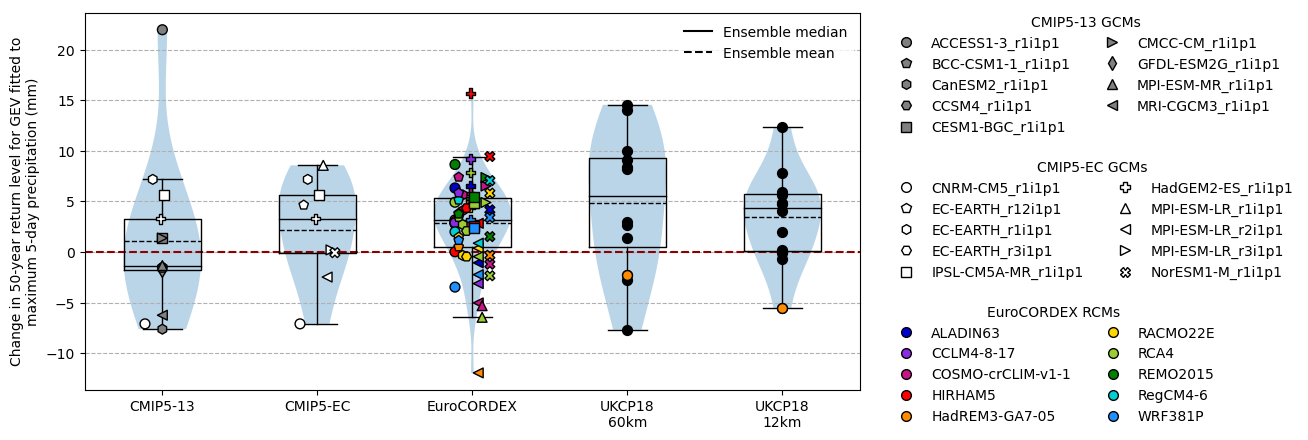 Change in 50-year return level for GEV fitted to
maximum 5-day precipitation (mm)
20
15
10
5
0
−5
−10
Ensemble median
Ensemble mean
CMIP5-13
CMIP5-EC
EuroCORDEX
UKCP18
60km
UKCP18
12km
CMIP5-13 GCMs
ACCESS1-3_r1i1p1
BCC-CSM1-1_r1i1p1
CanESM2_r1i1p1
CCSM4_r1i1p1
CESM1-BGC_r1i1p1
CMCC-CM_r1i1p1
GFDL-ESM2G_r1i1p1
MPI-ESM-MR_r1i1p1
MRI-CGCM3_r1i1p1
CMIP5-EC GCMs
CNRM-CM5_r1i1p1
EC-EARTH_r12i1p1
EC-EARTH_r1i1p1
EC-EARTH_r3i1p1
IPSL-CM5A-MR_r1i1p1
HadGEM2-ES_r1i1p1
MPI-ESM-LR_r1i1p1
MPI-ESM-LR_r2i1p1
MPI-ESM-LR_r3i1p1
NorESM1-M_r1i1p1
EuroCORDEX RCMs
ALADIN63
CCLM4-8-17
COSMO-crCLIM-v1-1
HIRHAM5
HadREM3-GA7-05
RACMO22E
RCA4
REMO2015
RegCM4-6
WRF381P